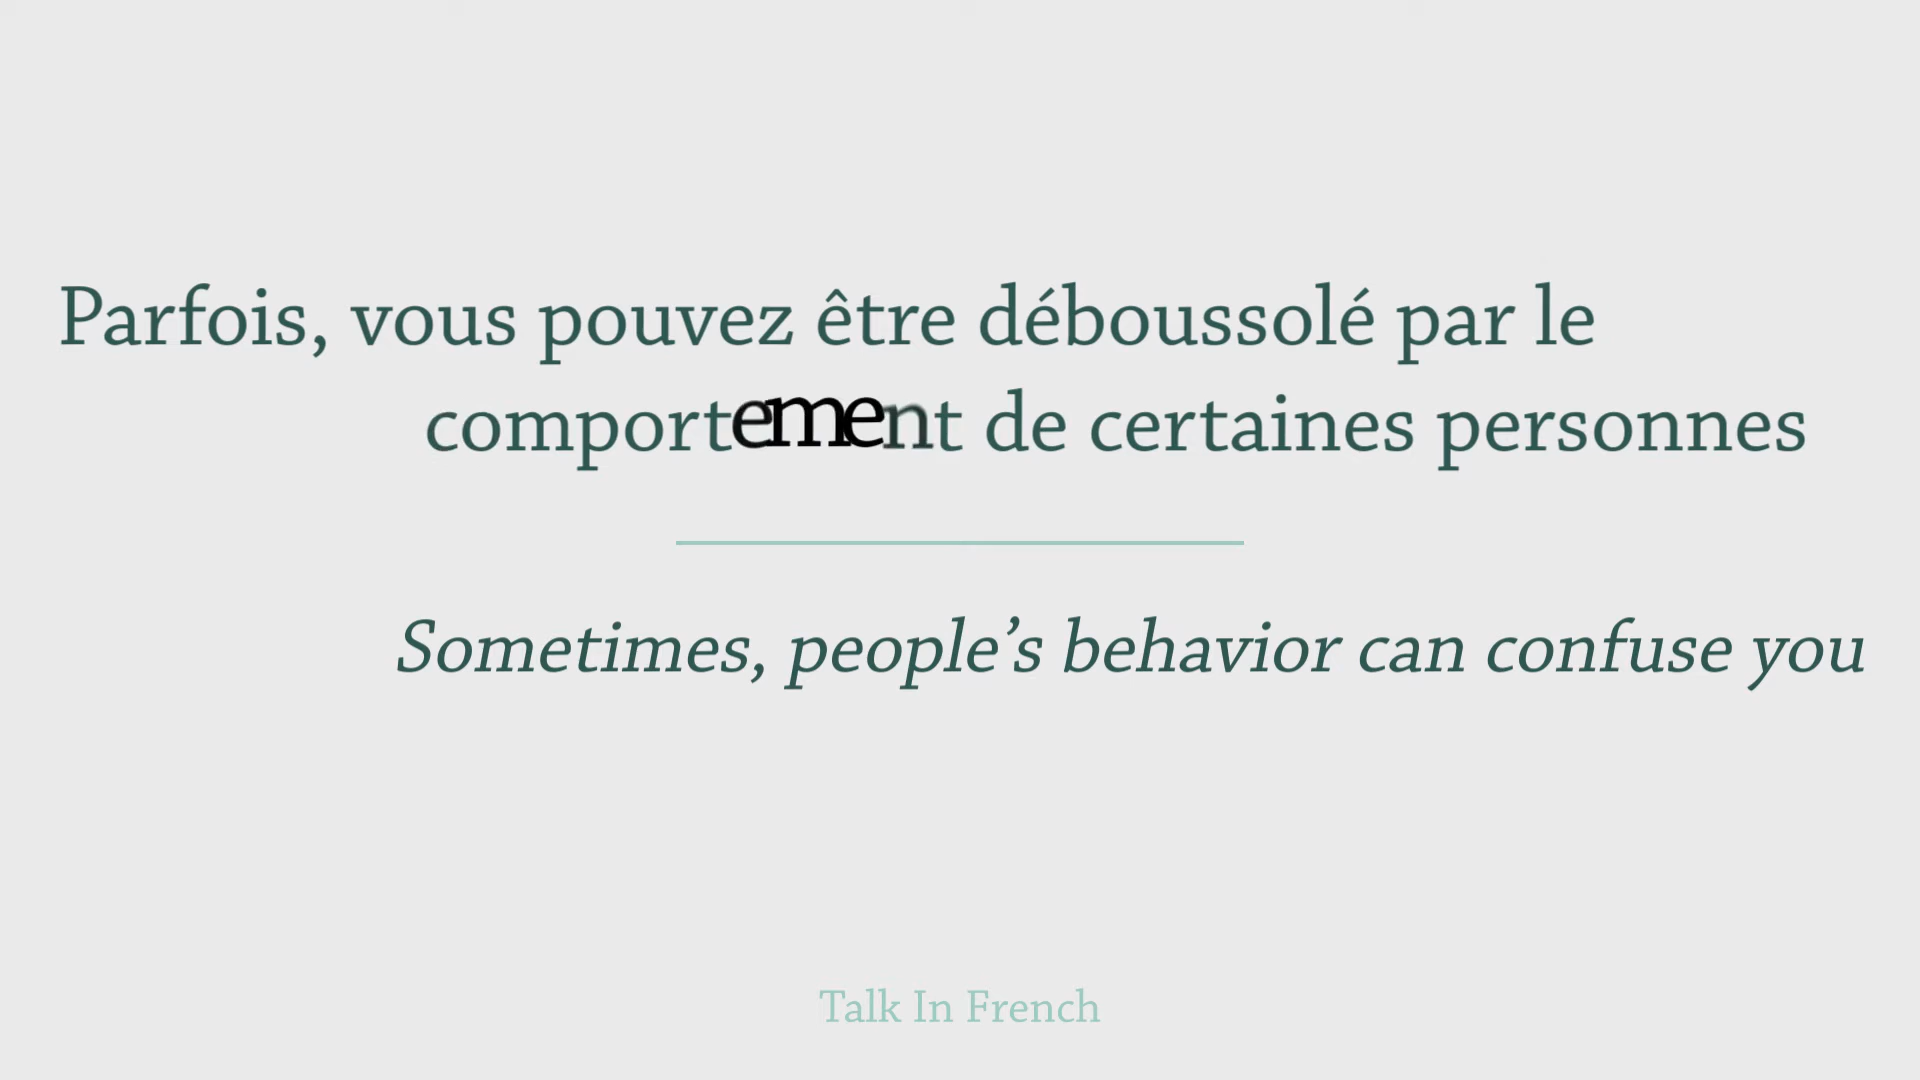 Parfois, vous pouvez être déboussolé par le
comportement de certaines personnes
Sometimes, people’s behavior can confuse you
Talk In French